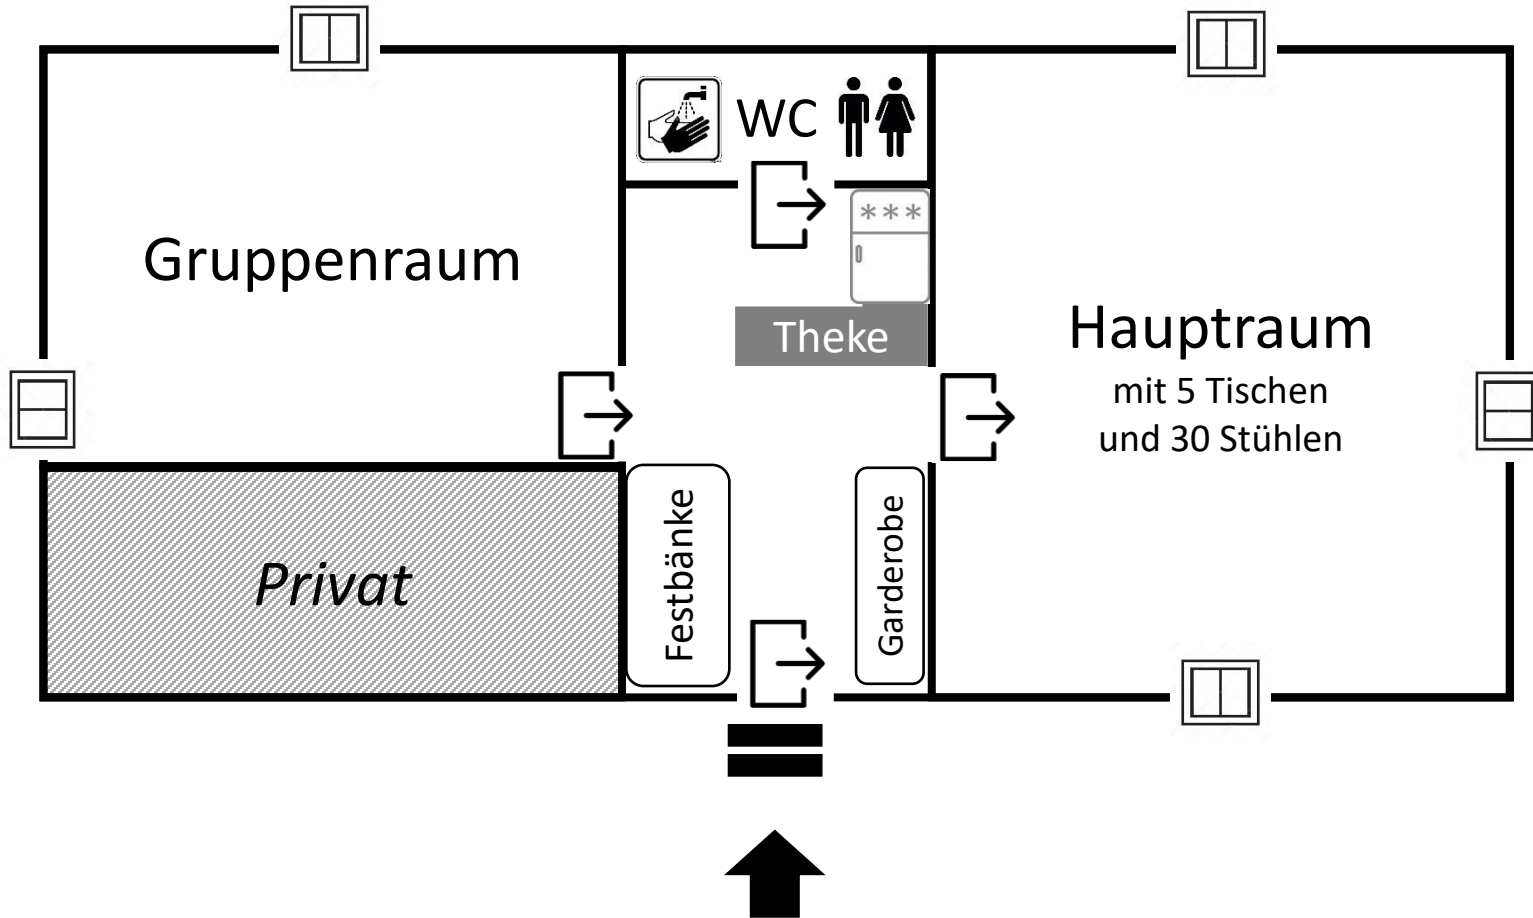 WC
Gruppenraum
***
Theke
Hauptraum
mit 5 Tischen
und 30 Stühlen
Privat
Festbänke
Garderobe